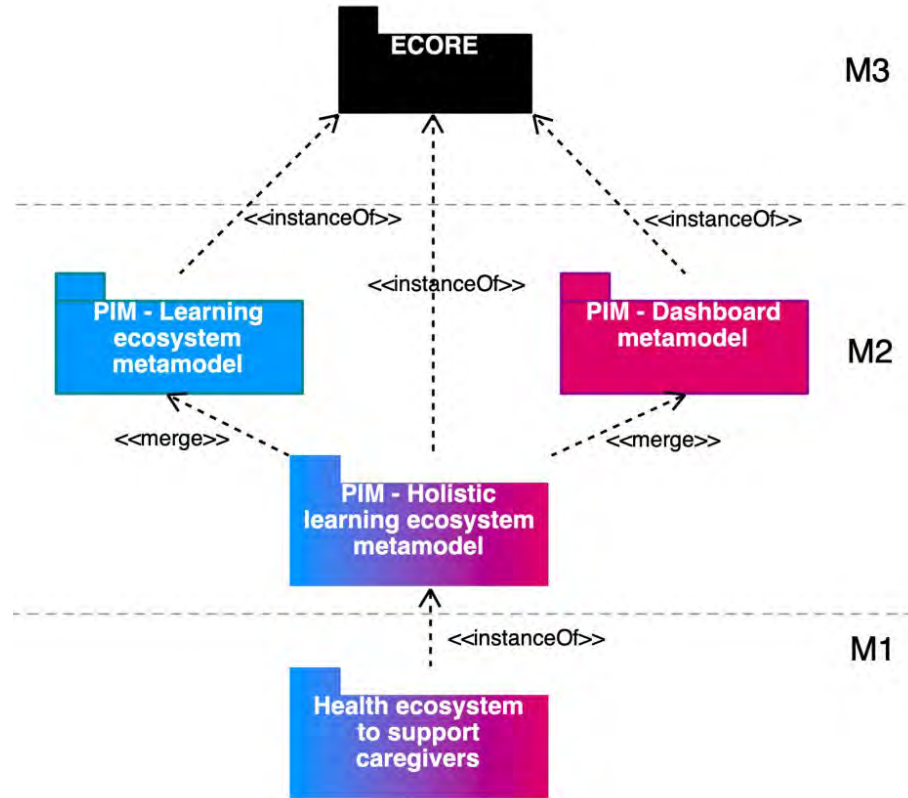 ECORE
M3
<<instanceOf>>
<<instanceOf>>
<<instanceOf>>
PIM - Learning
ecosystem
metamodel
PIM - Dashboard
metamodel
M2
<<merge>>
<<merge>>
PIM - Holistic
learning ecosystem
metamodel
<<instanceOf>>
M1
Health ecosystem
to support
caregivers